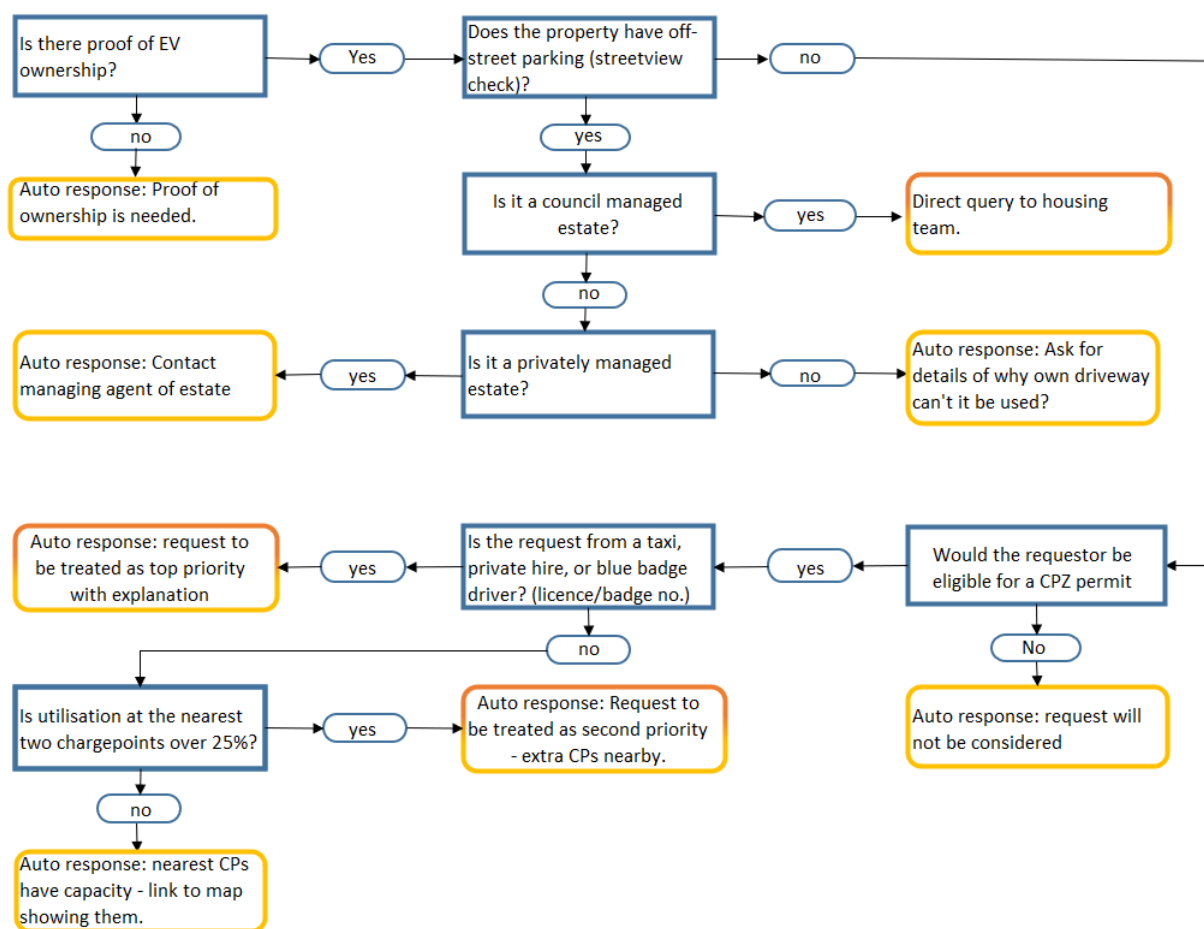 Is there proof of EV
ownership?
Yes
Does the property have off-
street parking (streetview
check)?
no
no
yes
Auto response: Proof of
ownership is needed.
Is it a council managed
estate?
yes
Direct query to housing
team.
no
Auto response: Contact
managing agent of estate
yes
Is it a privately managed
estate?
no
Auto response: Ask for
details of why own driveway
can't it be used?
Auto response: request to
be treated as top priority
with explanation
yes
Is the request from a taxi,
private hire, or blue badge
driver? (licence/badge no.)
yes
Would the requestor be
eligible for a CPZ permit
no
No
Is utilisation at the nearest
two chargepoints over 25%?
yes
Auto response: Request to
be treated as second priority
- extra CPs nearby.
Auto response: request will
not be considered
no
Auto response: nearest CPs
have capacity - link to map
showing them.